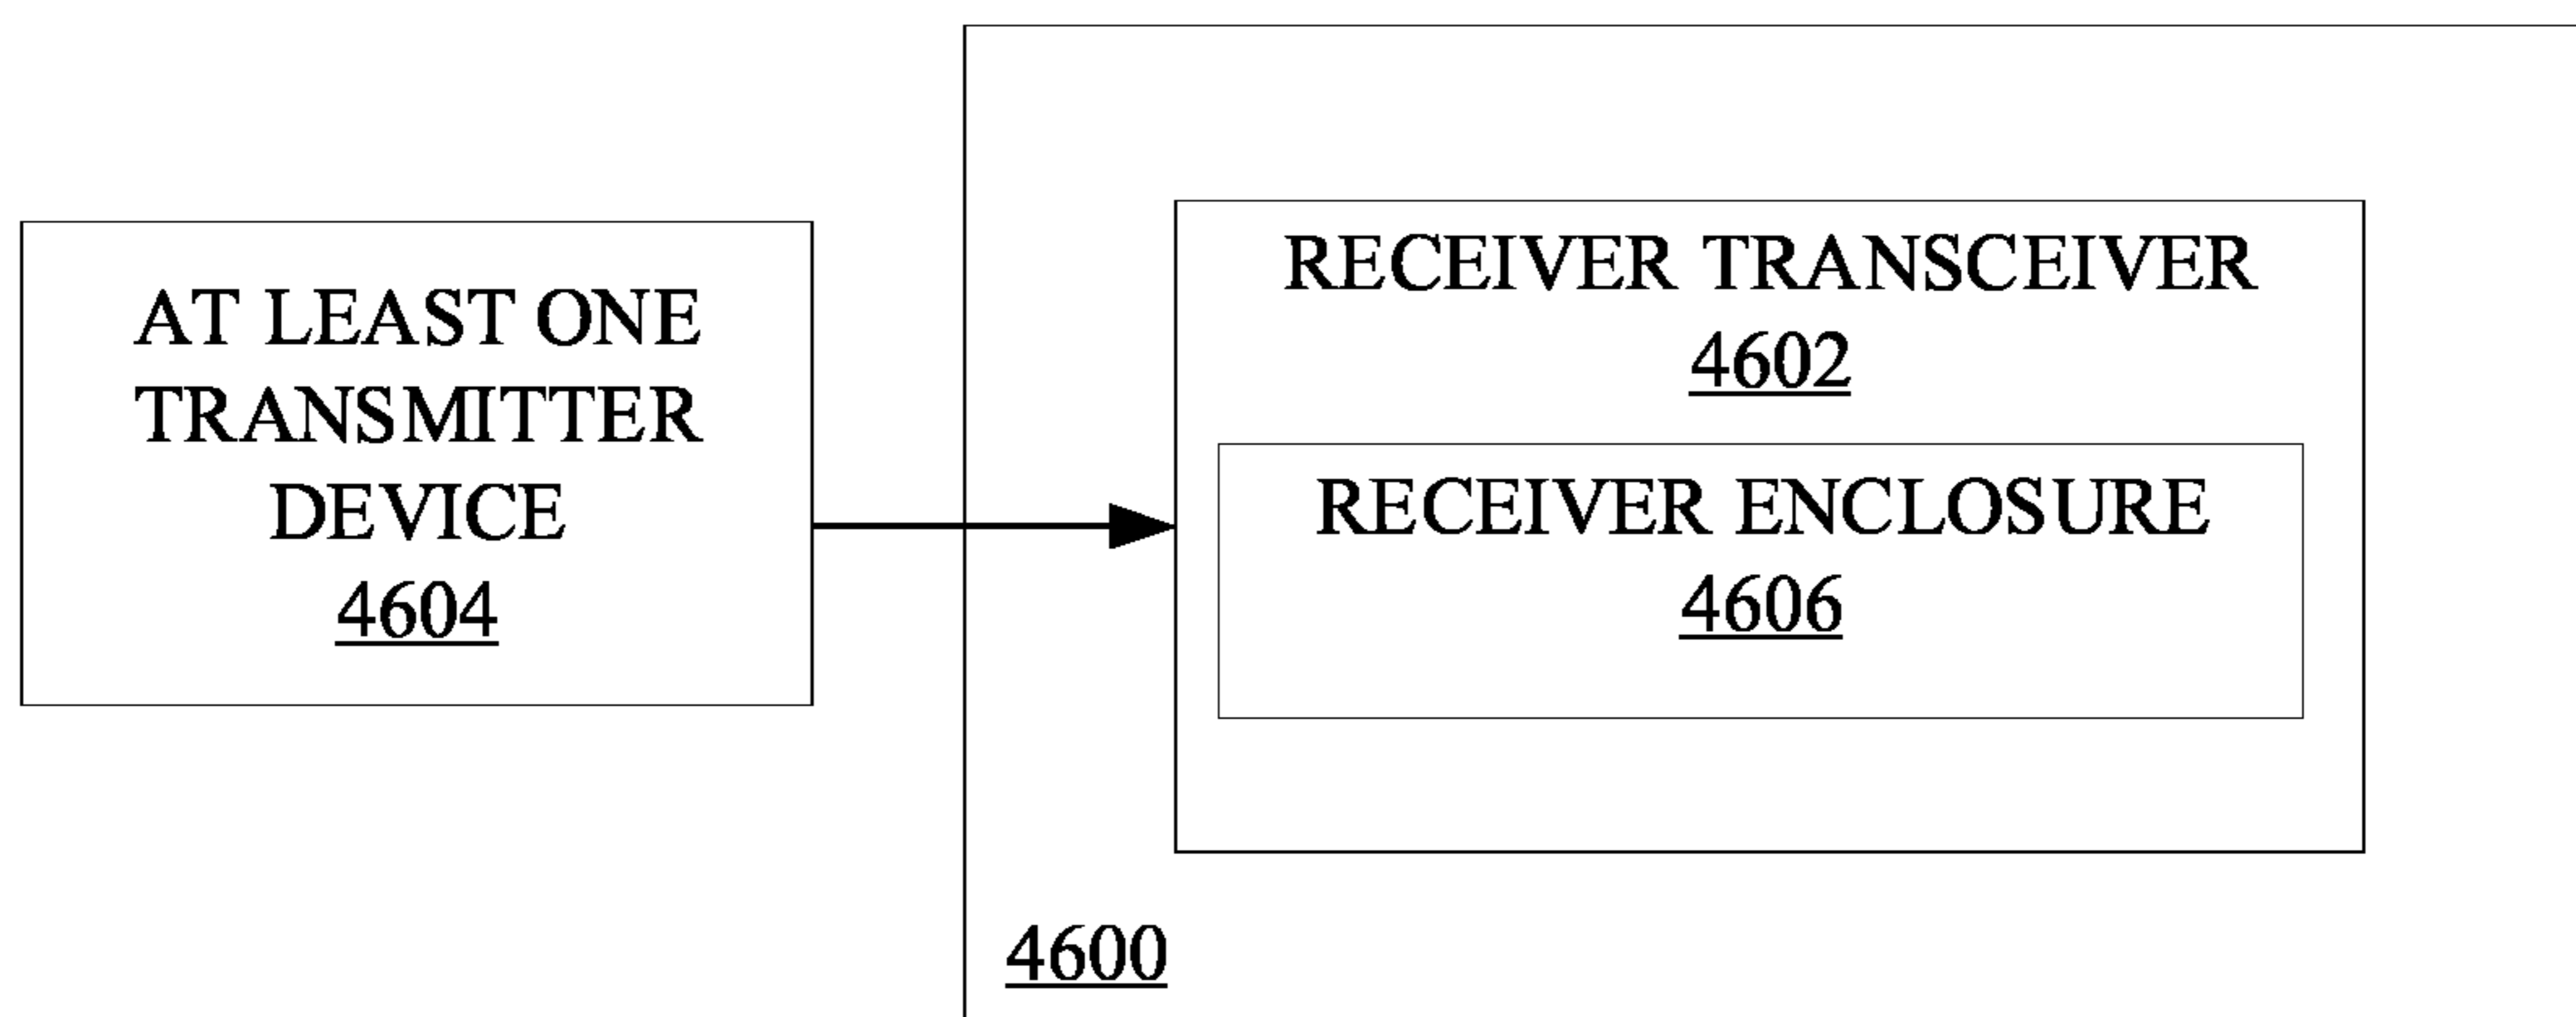 AT LEAST ONE
TRANSMITTER
DEVICE
4604
RECEIVER TRANSCEIVER
4602
RECEIVER ENCLOSURE
4606
4600